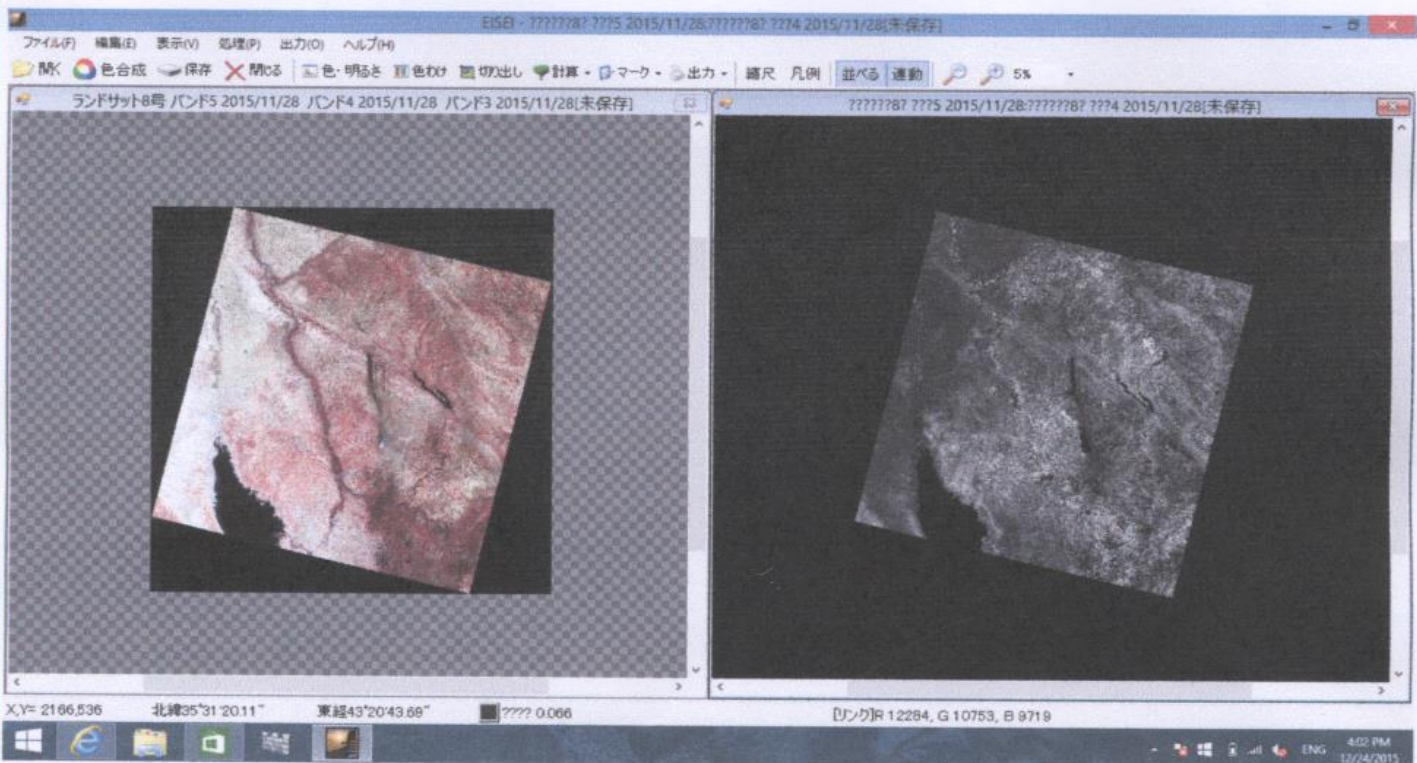 EISEI - ??????8? ???5 2015/11/28:??????8? ???4 2015/11/28[未保存]
ファイル(F) 編集(E) 表示(V) 処理(P) 出力(O) ヘルプ(H)
開く 色合成 保存 閉じる 色・明るさ 色わけ 切り出し 計算 マーク 出力 縮尺 凡例 並べる 連動 5%
ランドサット8号 バンド5 2015/11/28 バンド4 2015/11/28 バンド3 2015/11/28[未保存]
??????8? ???5 2015/11/28:??????8? ???4 2015/11/28[未保存]
X,Y= 2166,536 北緯35°31'20.11" 東経43°20'43.69" ???? 0.066 [リンク]R 12284, G 10753, B 9719
ENG 4:02 PM
12/24/2015